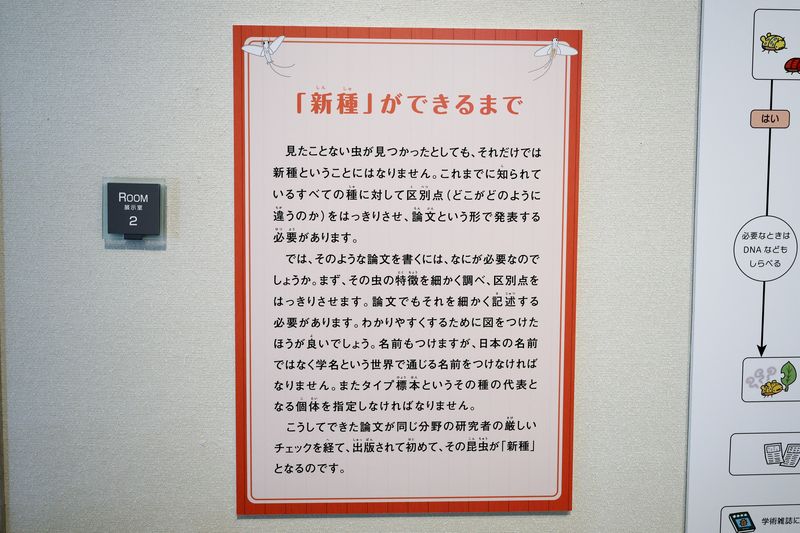 「新種」ができるまで
見たことない虫が見つかったとしても、それだけでは
新種ということにはなりません。これまでに知られて
いるすべての種に対して区別点（どこがどのように
違うのか）をはっきりさせ、論文という形で発表する
必要があります。
では、そのような論文を書くには、なにが必要なので
しょうか。まず、その虫の特徴を細かく調べ、区別点を
はっきりさせます。論文でもそれを細かく記述する
必要があります。わかりやすくするために図をつけた
ほうが良いでしょう。名前もつけますが、日本の名前
ではなく学名という世界で通じる名前をつけなければ
なりません。またタイプ標本というその種の代表と
なる個体を指定しなければなりません。
こうしてできた論文が同じ分野の研究者の厳しい
チェックを経て、出版されて初めて、その昆虫が「新種」
となるのです。
ROOM
展示室
2
はい
必要なときは
DNAなども
しらべる
学術雑誌に